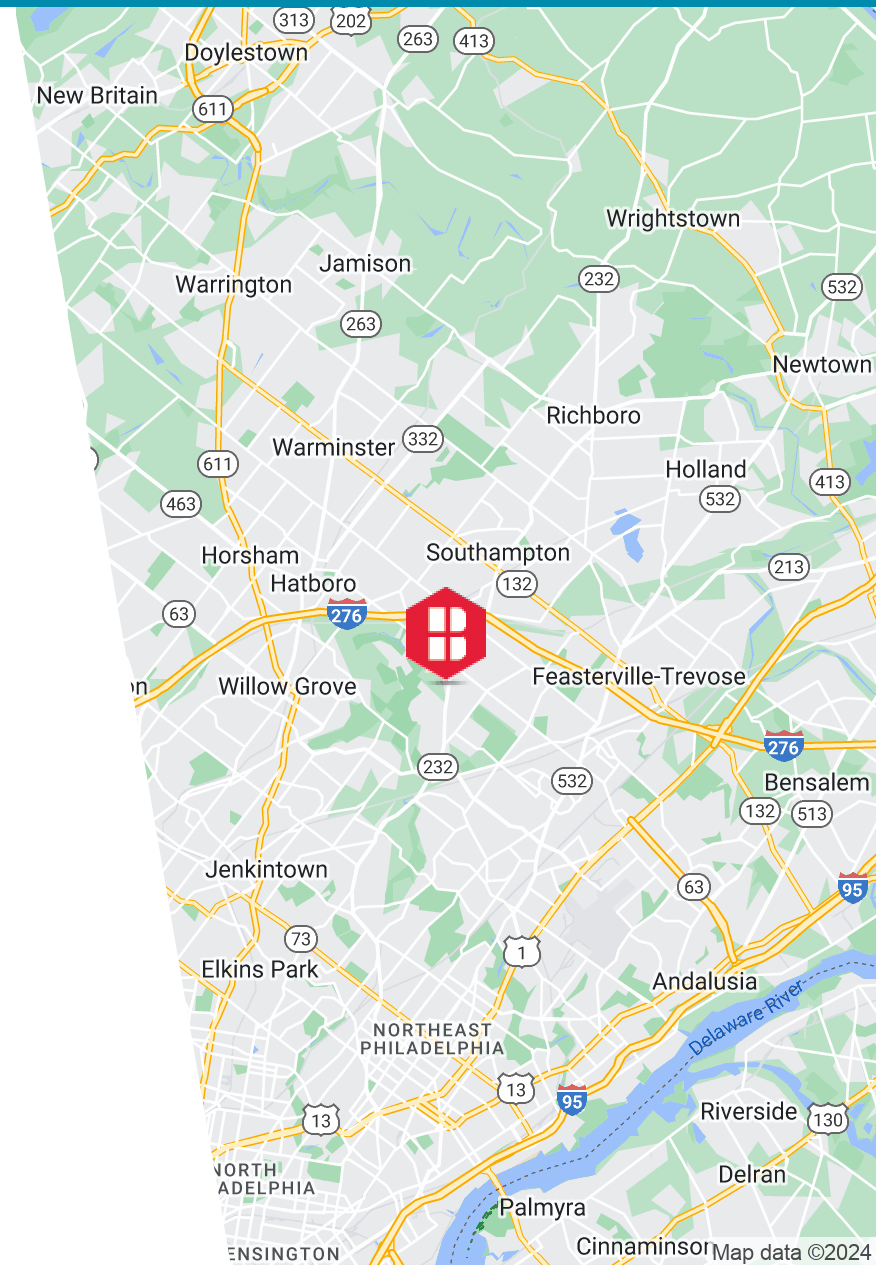 313
202
263
413
Doylestown
New Britain
611
Wrightstown
Jamison
232
Warrington
532
263
Newtown
Richboro
332
Warminster
611
Holland
413
463
532
Horsham
Southampton
213
Hatboro
132
276
63
Feasterville-Trevose
on
Willow Grove
276
232
532
Bensalem
132
513
Jenkintown
63
95
73
1
Elkins Park
Andalusia
Delaware River
NORTHEAST
PHILADELPHIA
13
95
13
Riverside
130
NORTH
ADELPHIA
Delran
Palmyra
Cinnaminson
ENSINGTON
Map data ©2024